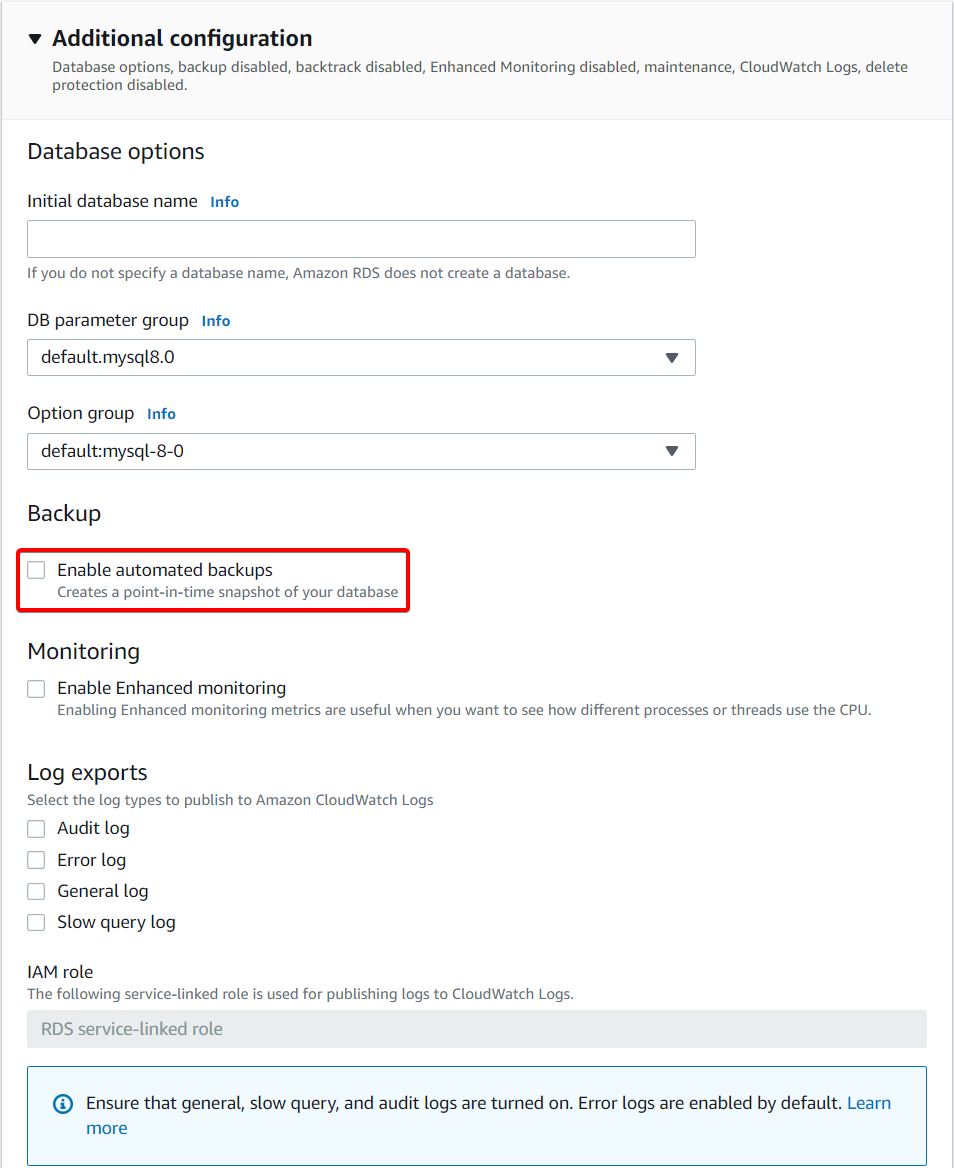 Additional configuration
Database options, backup disabled, backtrack disabled, Enhanced Monitoring disabled, maintenance, CloudWatch Logs, delete
protection disabled.
Database options
Initial database name Info
If you do not specify a database name, Amazon RDS does not create a database.
DB parameter group Info
default.mysql8.0
Option group Info
default:mysql-8-0
Backup
Enable automated backups
Creates a point-in-time snapshot of your database
Monitoring
Enable Enhanced monitoring
Enabling Enhanced monitoring metrics are useful when you want to see how different processes or threads use the CPU.
Log exports
Select the log types to publish to Amazon CloudWatch Logs
Audit log
Error log
General log
Slow query log
IAM role
The following service-linked role is used for publishing logs to CloudWatch Logs.
RDS service-linked role
Ensure that general, slow query, and audit logs are turned on. Error logs are enabled by default. Learn
more